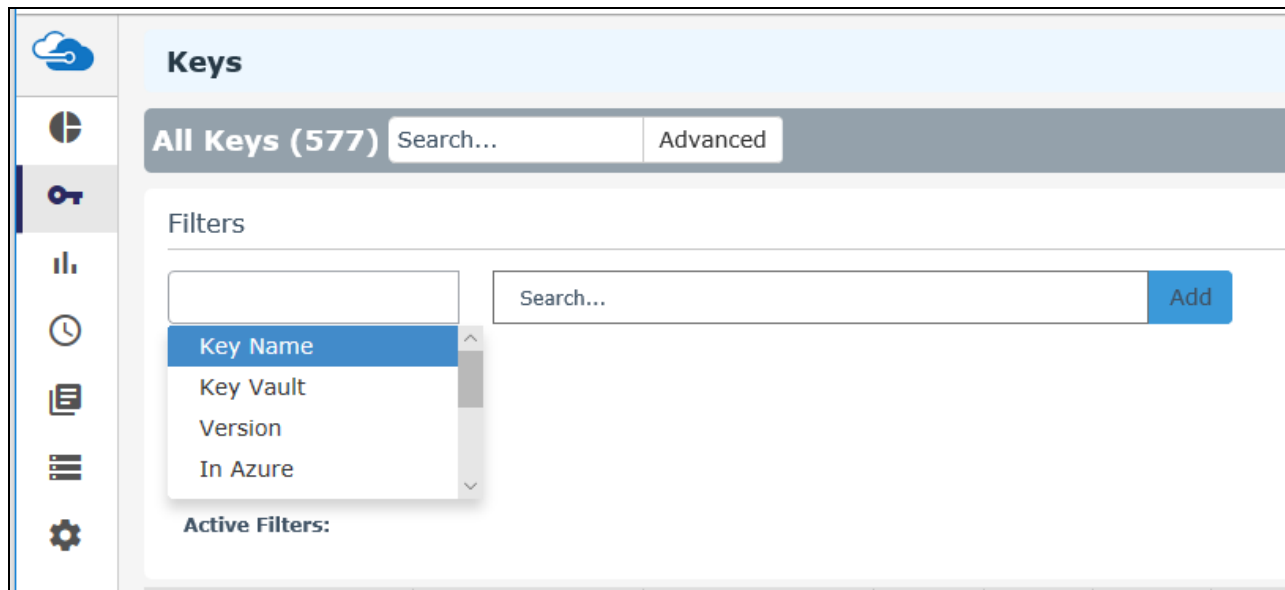 Keys
All Keys (577) Search... Advanced
Filters
Search... Add
Key Name
Key Vault
Version
In Azure
Active Filters: